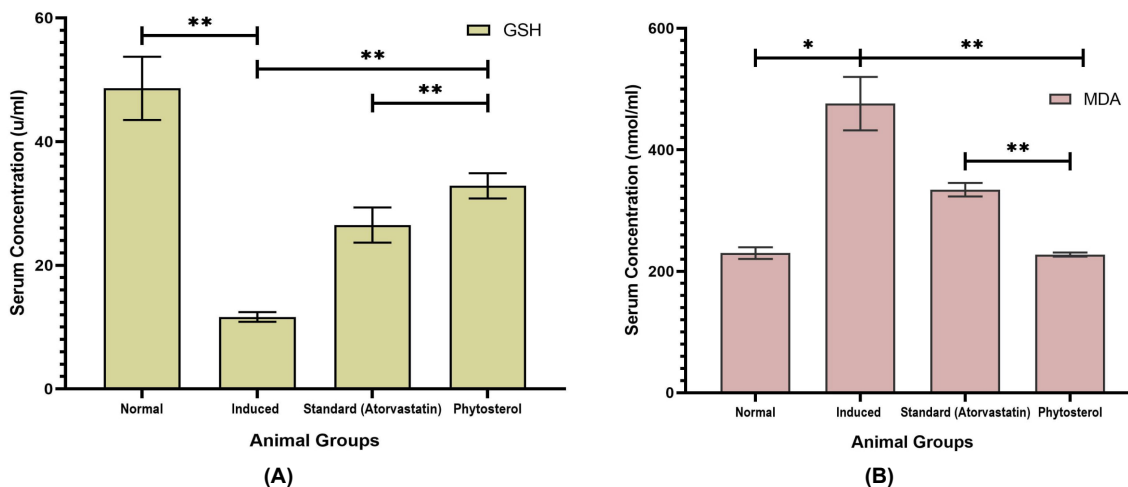 60
40
20
0
Serum Concentration (u/ml)
**
**
**
GSH
Normal
Induced
Standard (Atorvastatin)
Phytosterol
Animal Groups
(A)
600
400
200
0
Serum Concentration (nmol/ml)
*
**
**
MDA
Normal
Induced
Standard (Atorvastatin)
Phytosterol
Animal Groups
(B)